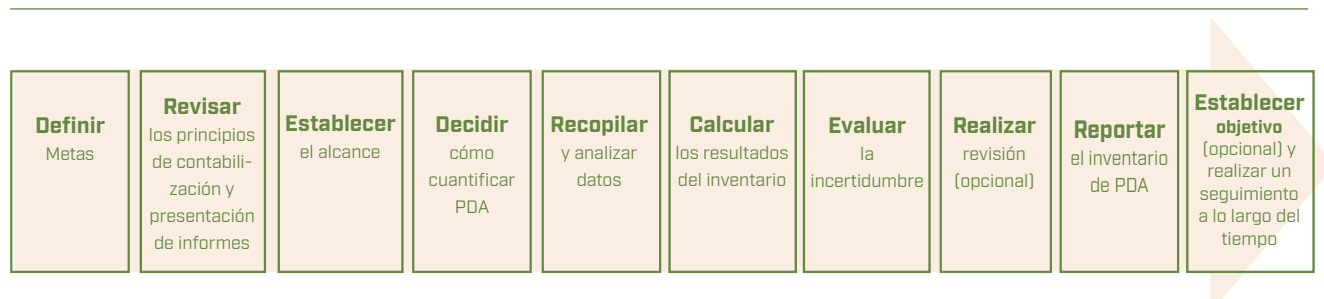 Definir
Metas
Revisar
los principios
de contabili-
zación y
presentación
de informes
Establecer
el alcance
Decidir
cómo
cuantificar
PDA
Recopilar
y analizar
datos
Calcular
los resultados
del inventario
Evaluar
la
incertidumbre
Realizar
revisión
(opcional)
Reportar
el inventario
de PDA
Establecer
objetivo
(opcional) y
realizar un
seguimiento
a lo largo del
tiempo